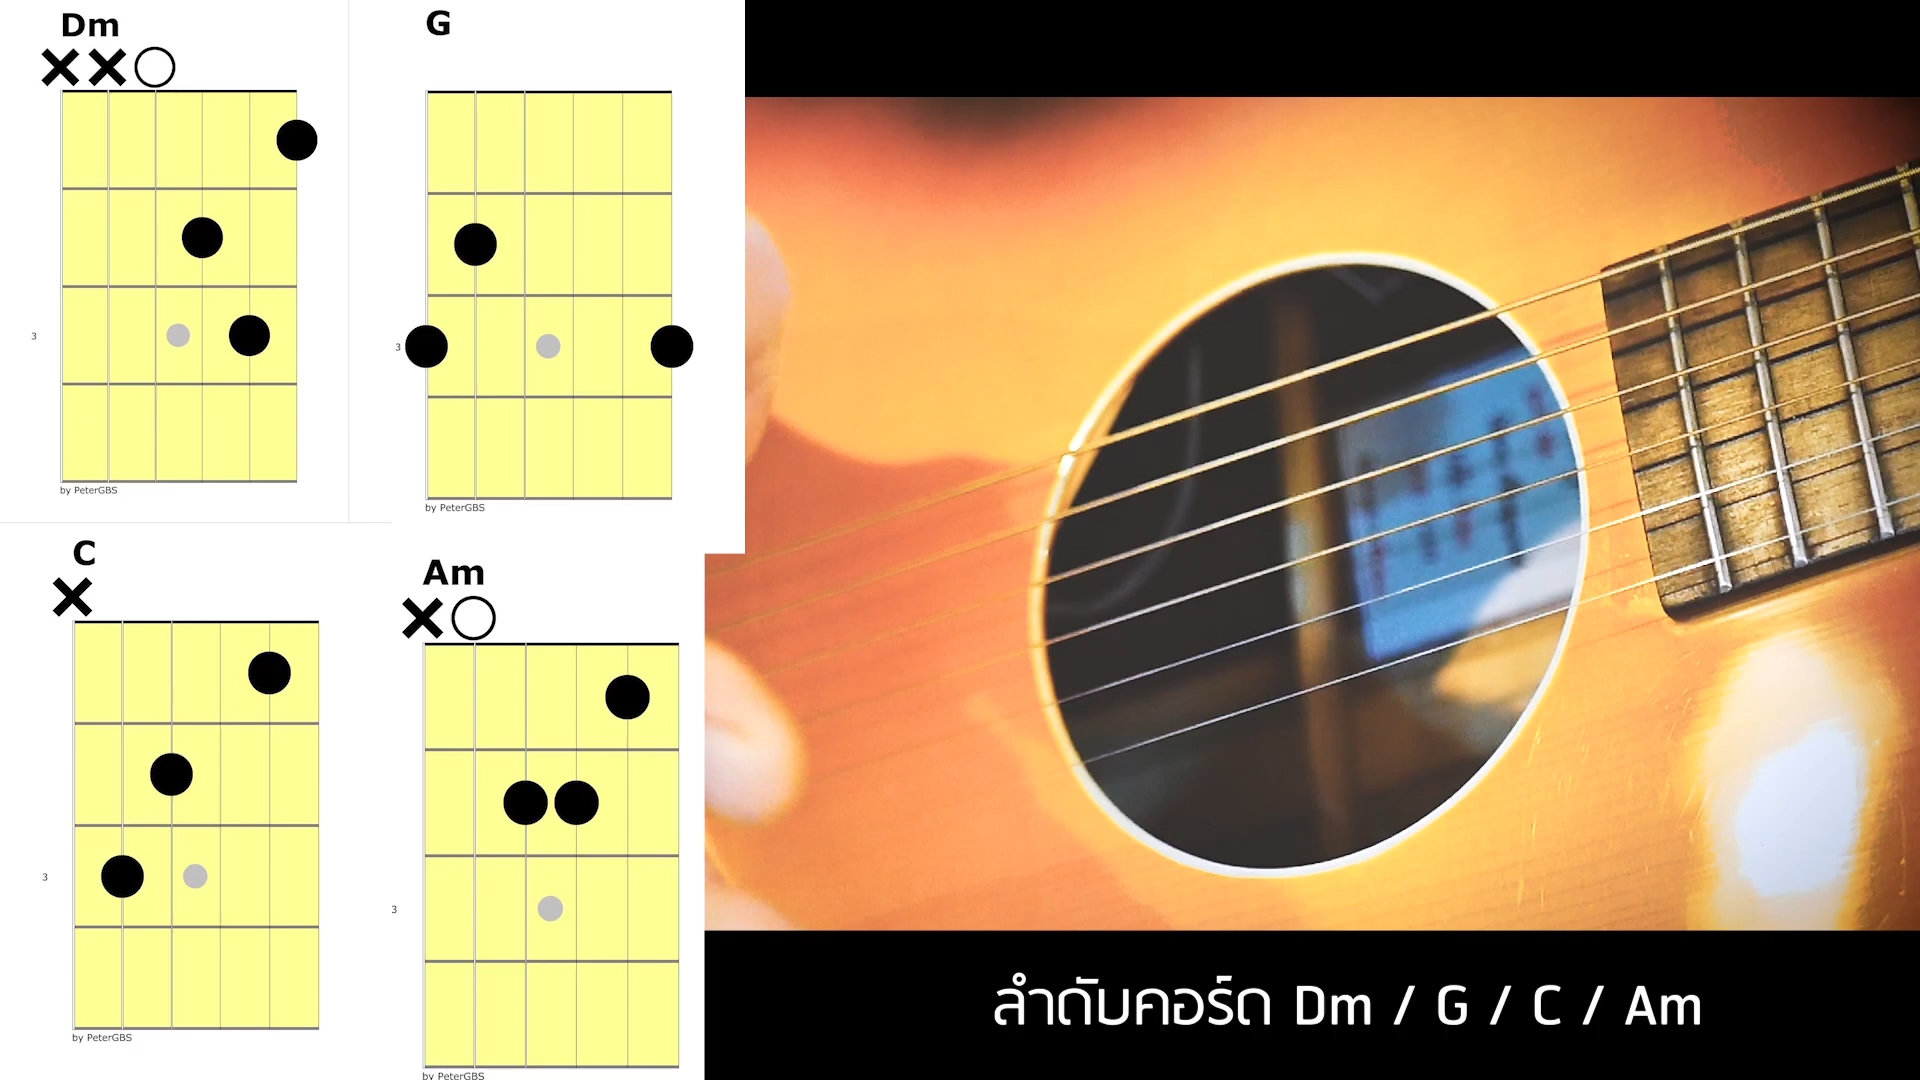 Dm
3
by PeterGBS
G
3
by PeterGBS
C
3
by PeterGBS
Am
3
by PeterGBS
ลำดับคอร์ด Dm / G / C / Am